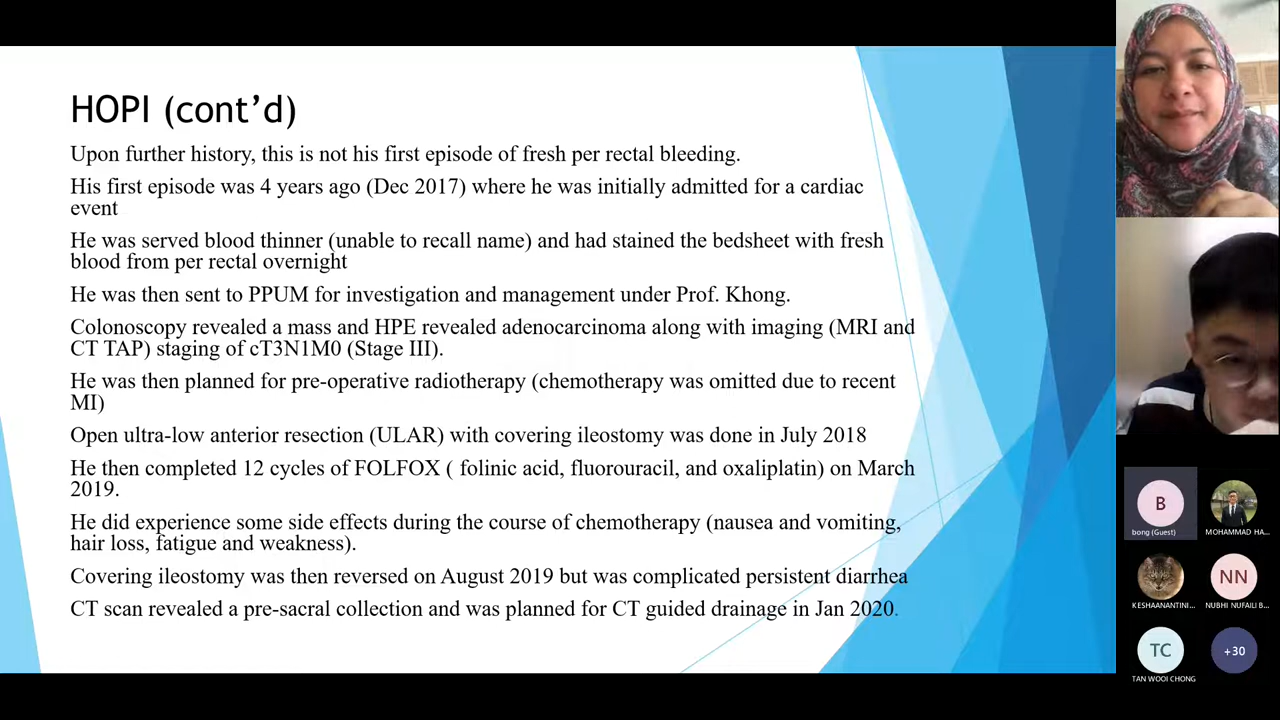 HOPI (cont’d)
Upon further history, this is not his first episode of fresh per rectal bleeding.
His first episode was 4 years ago (Dec 2017) where he was initially admitted for a cardiac
event
He was served blood thinner (unable to recall name) and had stained the bedsheet with fresh
blood from per rectal overnight
He was then sent to PPUM for investigation and management under Prof. Khong.
Colonoscopy revealed a mass and HPE revealed adenocarcinoma along with imaging (MRI and
CT TAP) staging of cT3N1M0 (Stage III).
He was then planned for pre-operative radiotherapy (chemotherapy was omitted due to recent
MI)
Open ultra-low anterior resection (ULAR) with covering ileostomy was done in July 2018
He then completed 12 cycles of FOLFOX ( folinic acid, fluorouracil, and oxaliplatin) on March
2019.
He did experience some side effects during the course of chemotherapy (nausea and vomiting,
hair loss, fatigue and weakness).
Covering ileostomy was then reversed on August 2019 but was complicated persistent diarrhea
CT scan revealed a pre-sacral collection and was planned for CT guided drainage in Jan 2020.
B
bong (Guest)
MOHAMMAD HA...
KESHAANANTINI...
NN
NUBHI NUFAILI B...
TC
TAN WOOI CHONG
+30